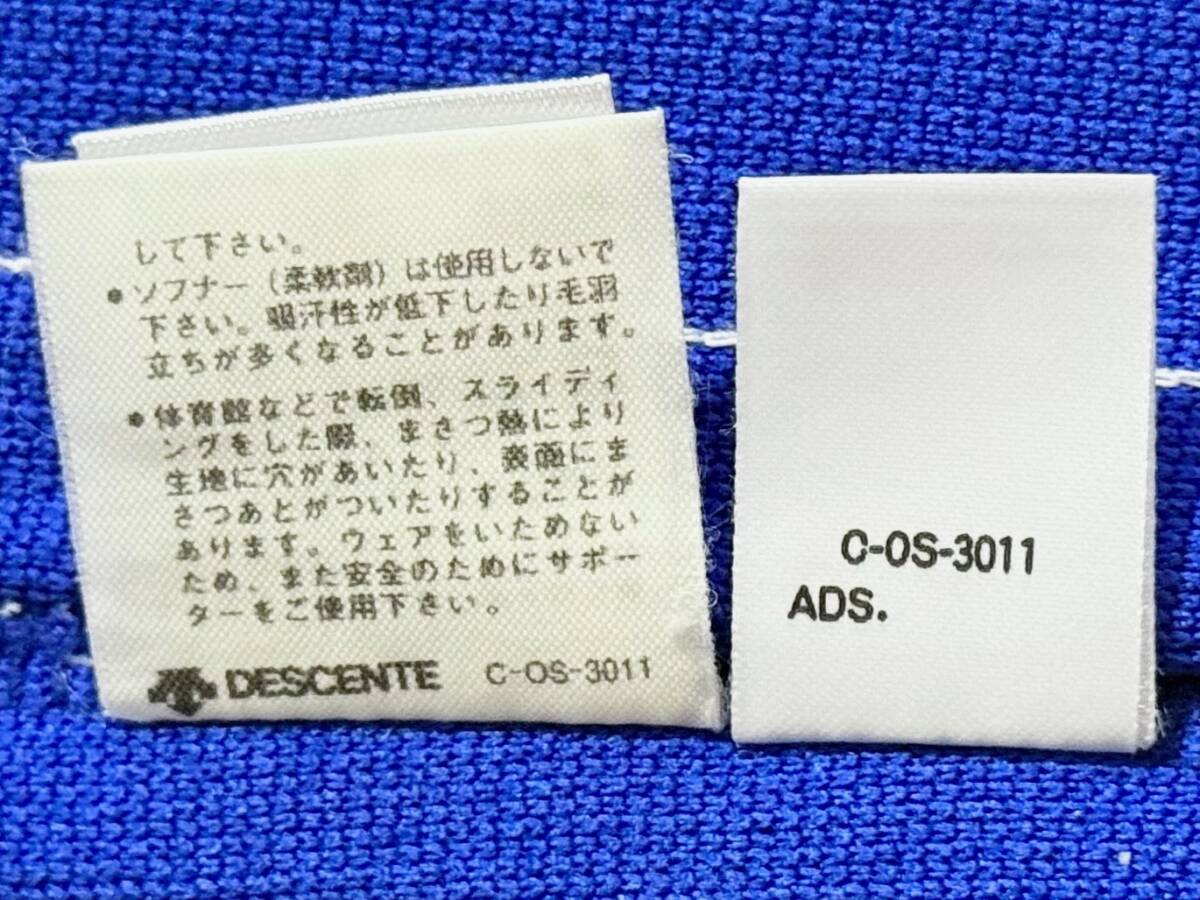 して下さい。
●ソフナー（柔軟剤）は使用しないで
下さい。吸汗性が低下したり毛羽
立ちが多くなることがあります。
●体育館などで転倒、スライディ
ングをした際、まさつ熱により
生地に穴があいたり、表面にま
さつあとがついたりすることが
あります。ウェアをいためない
ため、また安全のためにサポー
ターをご使用下さい。
DESCENTE C-OS-3011
C-OS-3011
ADS.